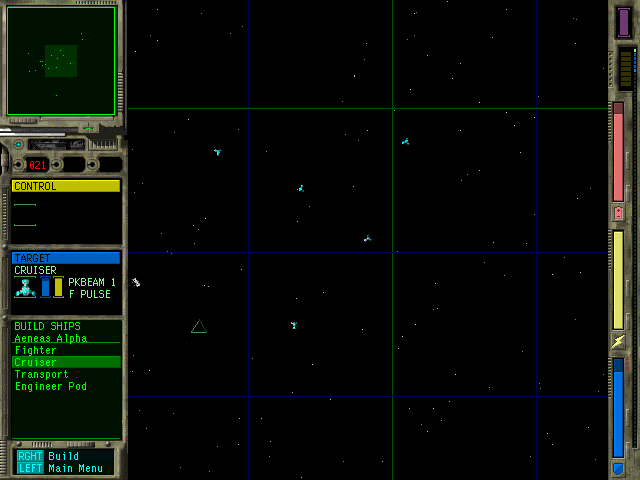 021
CONTROL
TARGET
CRUISER
PKBEAM 1
F PULSE
BUILD SHIPS
Aeneas Alpha
Fighter
Cruiser
Transport
Engineer Pod
RGHT Build
LEFT Main Menu